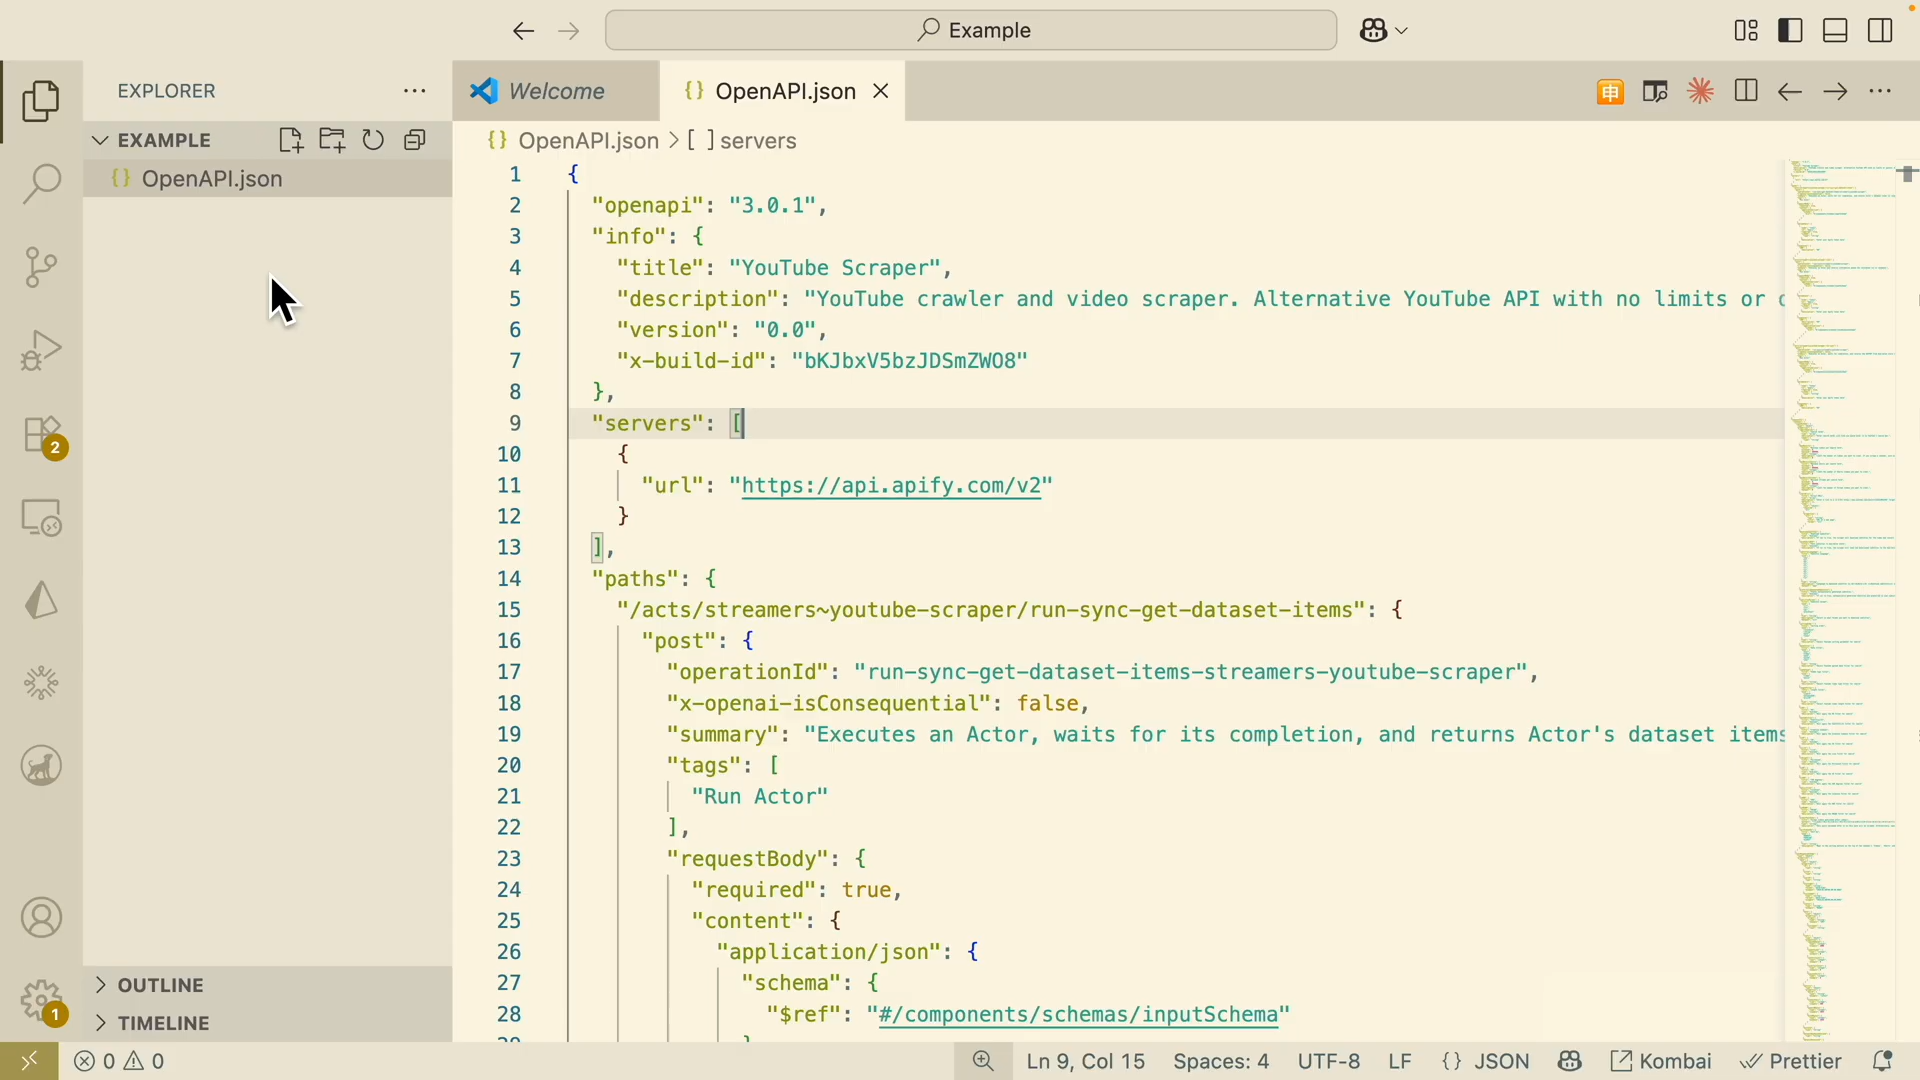 Example
EXPLORER
Welcome
OpenAPI.json
EXAMPLE
OpenAPI.json
OpenAPI.json > [ ] servers
1 {
2 "openapi": "3.0.1",
3 "info": {
4 "title": "YouTube Scraper",
5 "description": "YouTube crawler and video scraper. Alternative YouTube API with no limits or
6 "version": "0.0",
7 "x-build-id": "bKJbxV5bzJDSmZWO8"
8 },
9 "servers": [
10 {
11 "url": "https://api.apify.com/v2"
12 }
13 ],
14 "paths": {
15 "/acts/streamers~youtube-scraper/run-sync-get-dataset-items": {
16 "post": {
17 "operationId": "run-sync-get-dataset-items-streamers-youtube-scraper",
18 "x-openai-isConsequential": false,
19 "summary": "Executes an Actor, waits for its completion, and returns Actor's dataset items
20 "tags": [
21 "Run Actor"
22 ],
23 "requestBody": {
24 "required": true,
25 "content": {
26 "application/json": {
27 "schema": {
28 "$ref": "#/components/schemas/inputSchema"
2
OUTLINE
1
TIMELINE
0 0
Ln 9, Col 15
Spaces: 4
UTF-8
LF
{} JSON
Kombai
Prettier
申